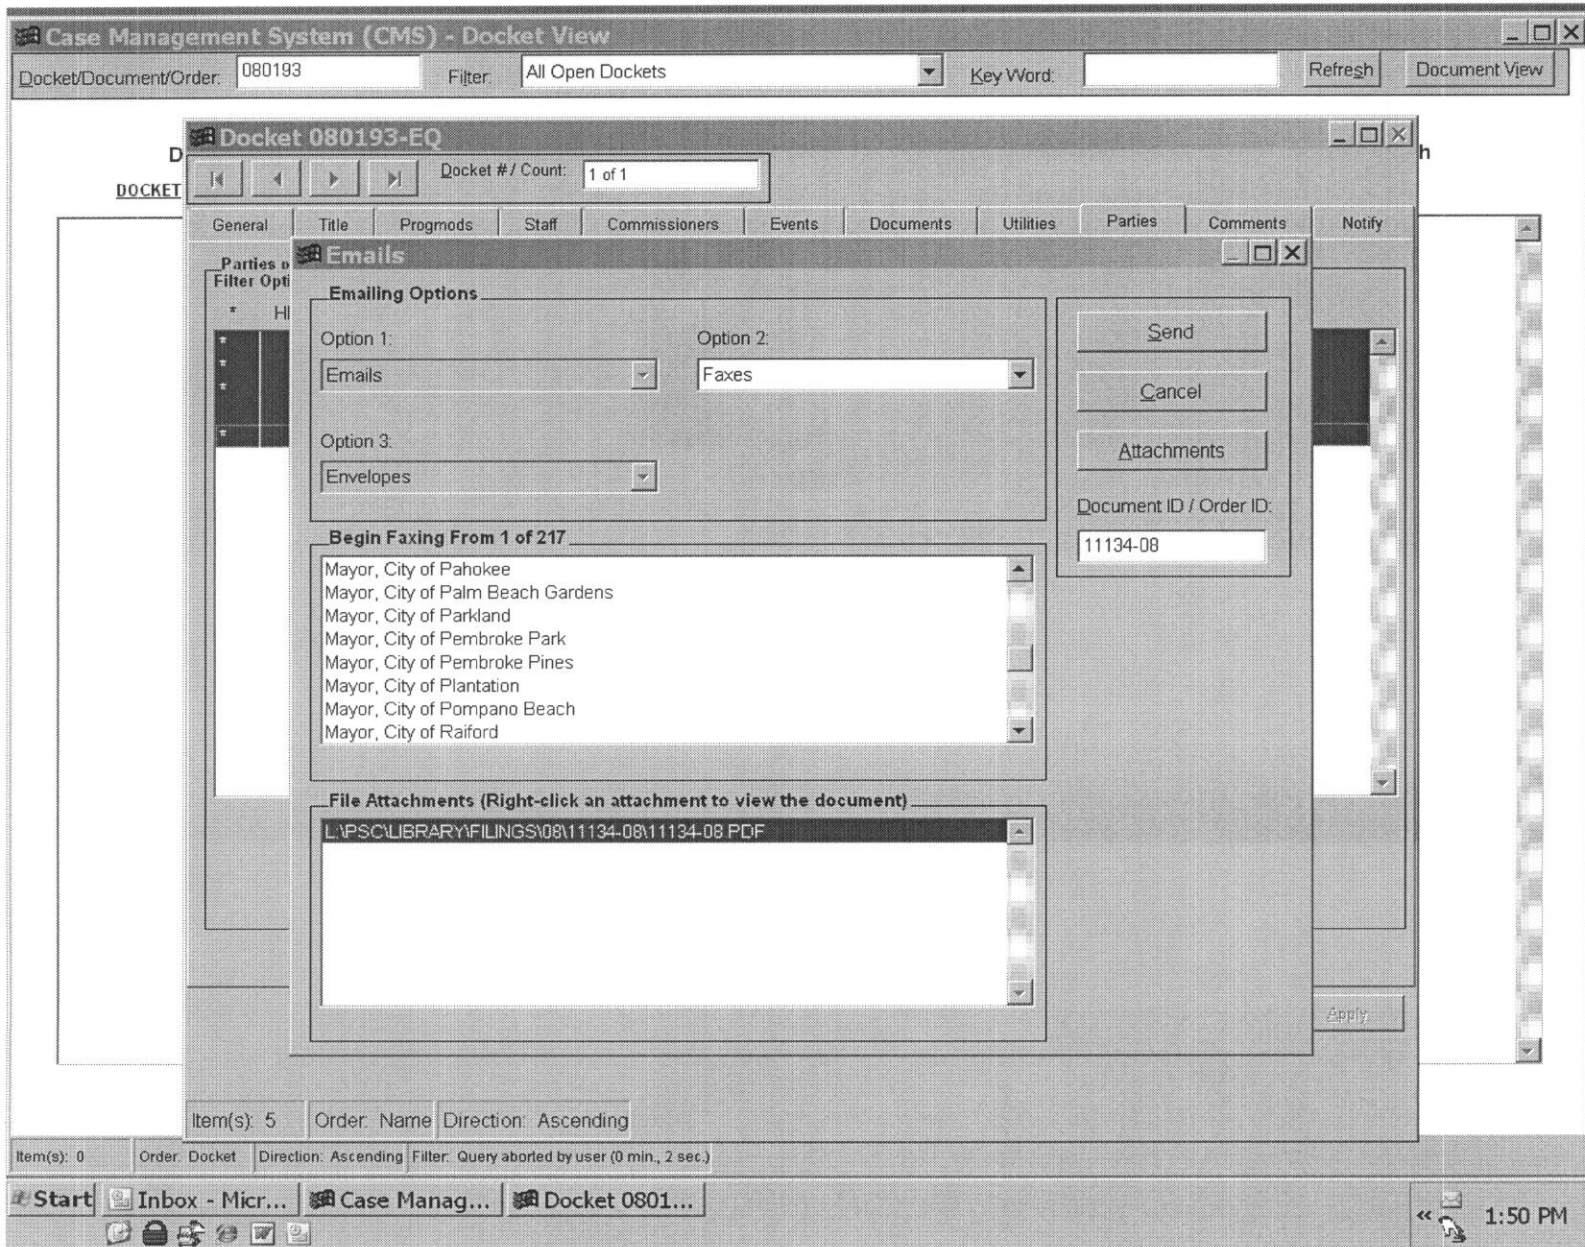 Case Management System (CMS) - Docket View
Docket/Document/Order: 080193 Filter: All Open Dockets Key Word: Refresh Document View
Docket 080193-EQ
D h
Docket # / Count: 1 of 1
DOCKET
General Title Progmods Staff Commissioners Events Documents Utilities Parties Comments Notify
Emails
Parties o
Filter Opti
* HI
Emailing Options
Option 1: Option 2: Send
Emails Faxes
Cancel
Option 3: Attachments
Envelopes
Document ID / Order ID:
11134-08
Begin Faxing From 1 of 217
Mayor, City of Pahokee
Mayor, City of Palm Beach Gardens
Mayor, City of Parkland
Mayor, City of Pembroke Park
Mayor, City of Pembroke Pines
Mayor, City of Plantation
Mayor, City of Pompano Beach
Mayor, City of Raiford
File Attachments (Right-click an attachment to view the document)
L:\PSC\LIBRARY\FILINGS\08\11134-08\11134-08.PDF
Apply
Item(s): 5 Order: Name Direction: Ascending
Item(s): 0 Order: Docket Direction: Ascending Filter: Query aborted by user (0 min., 2 sec.)
Start Inbox - Micr... Case Manag... Docket 0801... « 1:50 PM